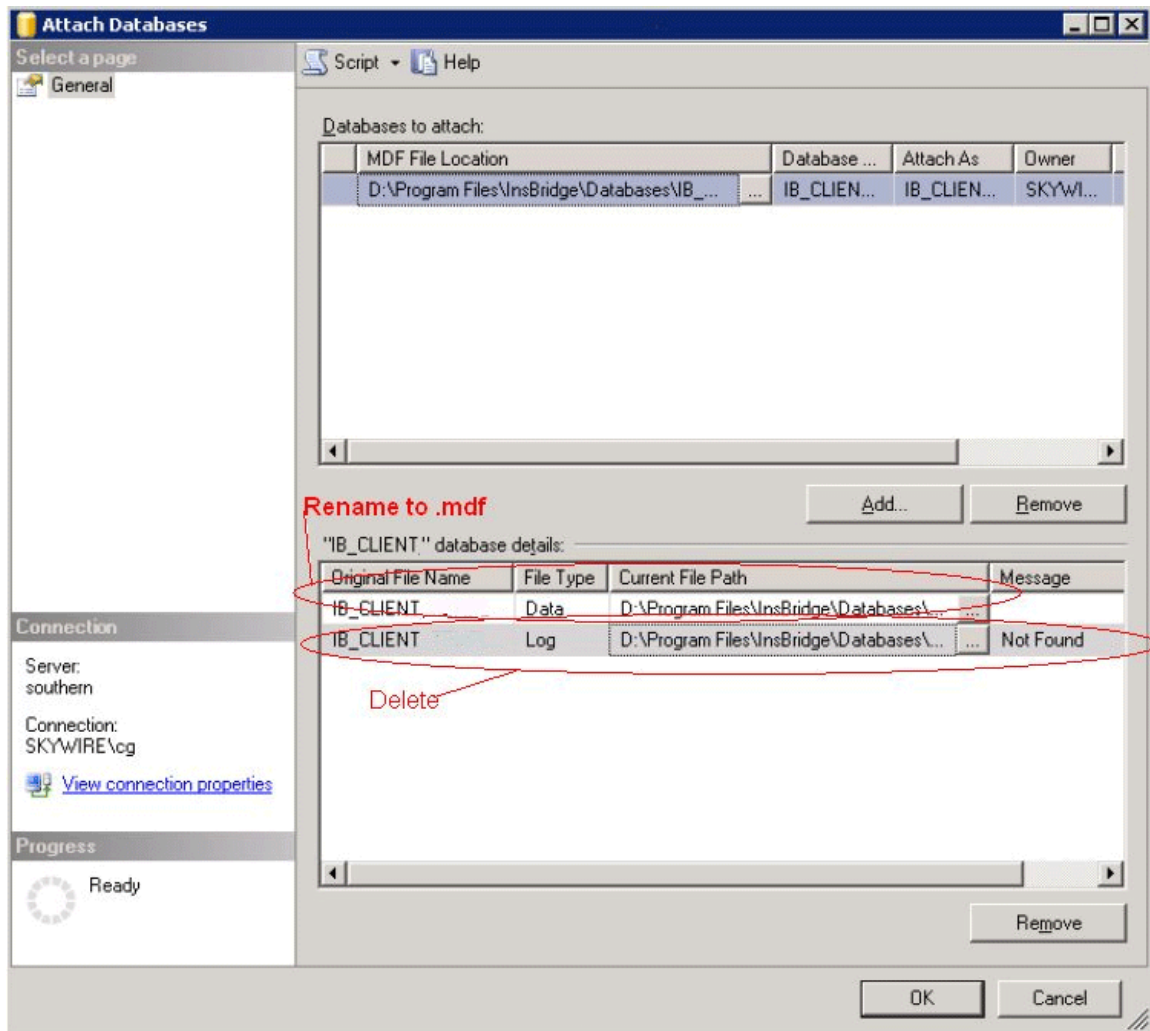 Attach Databases
Select a page
General
Script
Help
Databases to attach:
MDF File Location Database ... Attach As Owner
D:\Program Files\InsBridge\Databases\IB_... ... IB_CLIEN... IB_CLIEN... SKYWI...
Add... Remove
Rename to .mdf
"IB_CLIENT" database details:
Original File Name File Type Current File Path Message
IB_CLIENT Data D:\Program Files\InsBridge\Databases\... ...
IB_CLIENT Log D:\Program Files\InsBridge\Databases\... ... Not Found
Delete
Connection
Server:
southern
Connection:
SKYWIRE\cg
View connection properties
Progress
Ready
Remove
OK Cancel